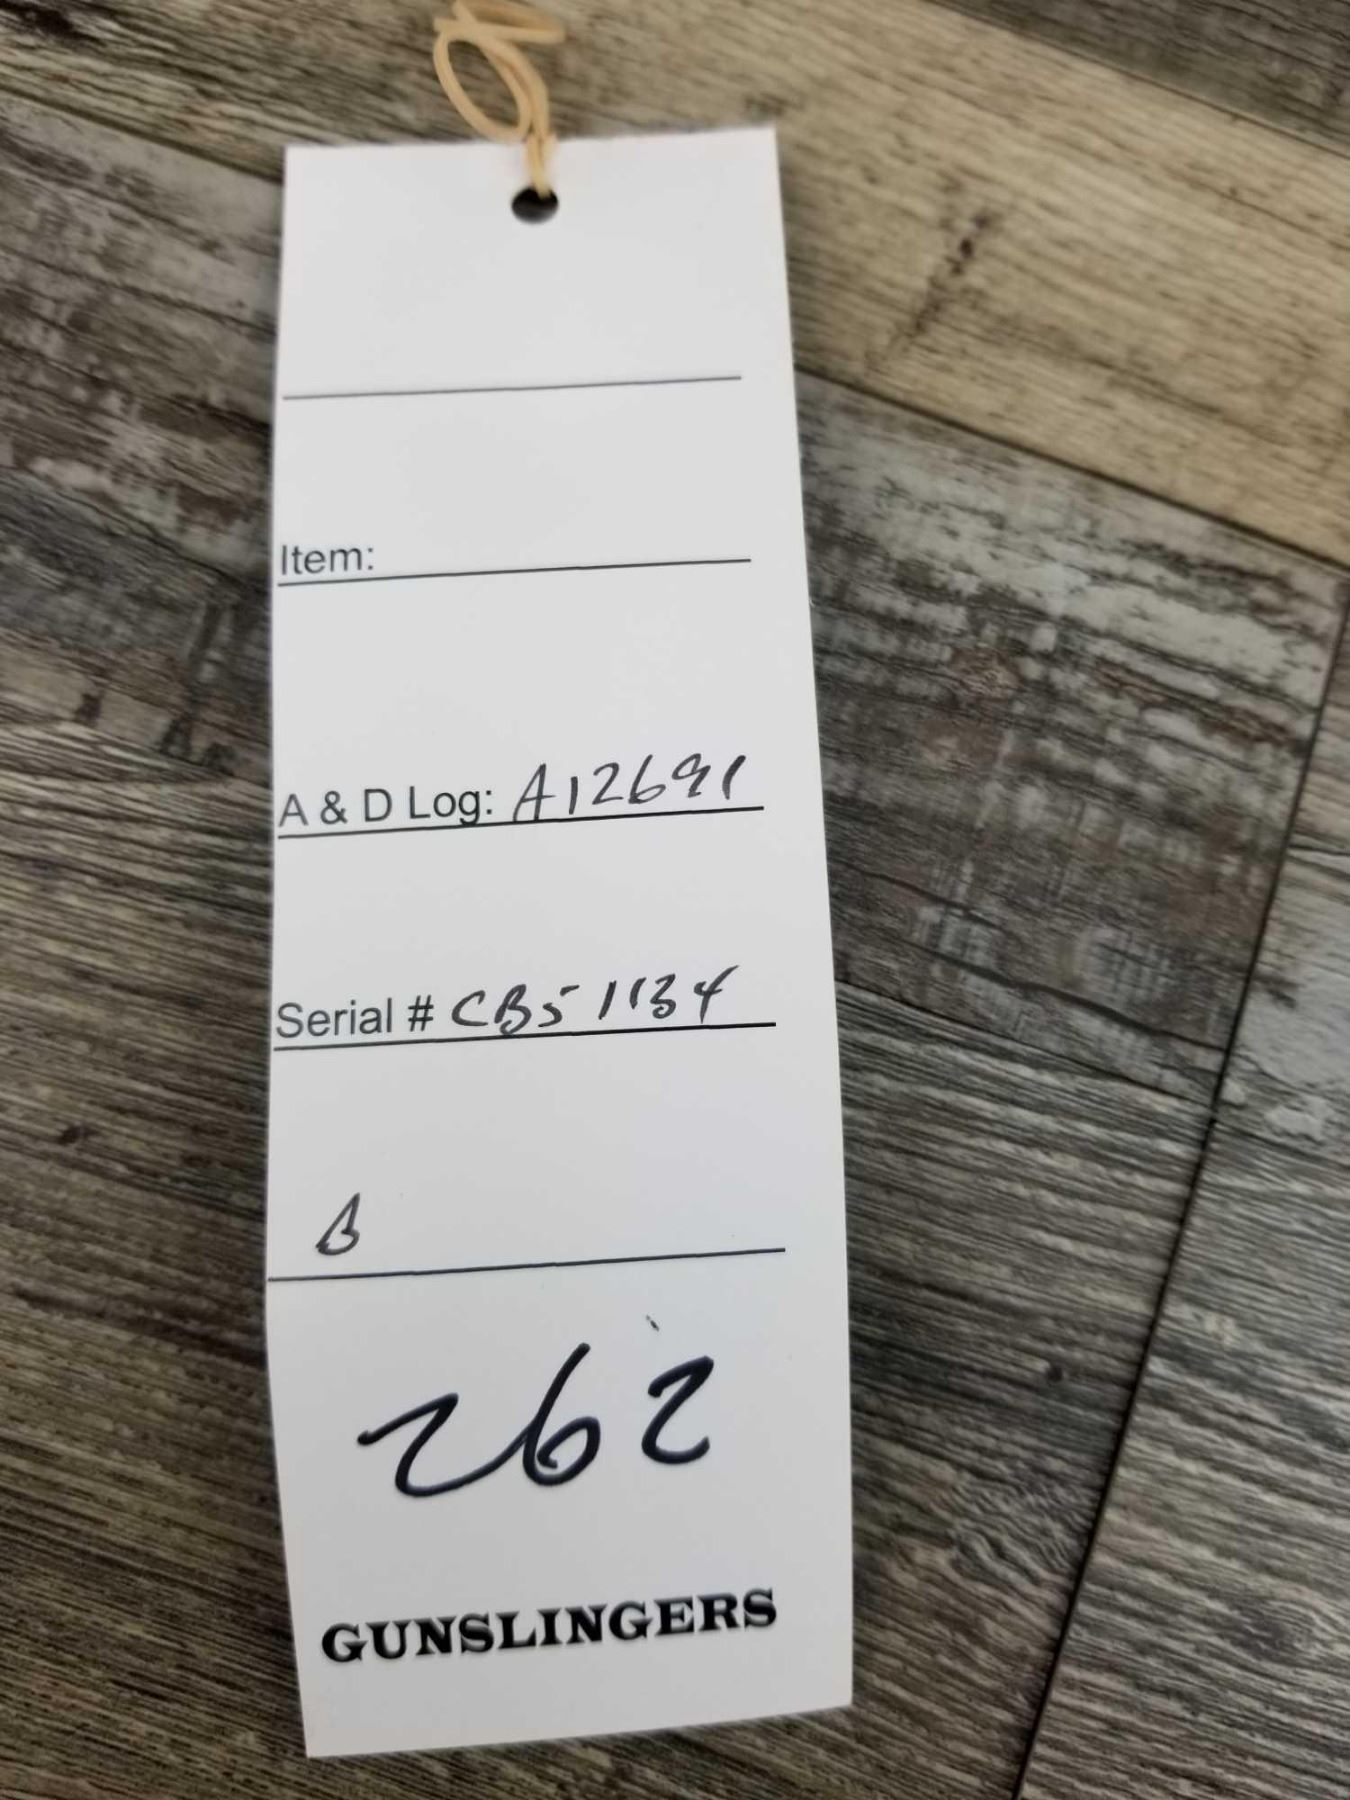 Item:
A & D Log: A12691
Serial # CB51134
B
262
GUNSLINGERS